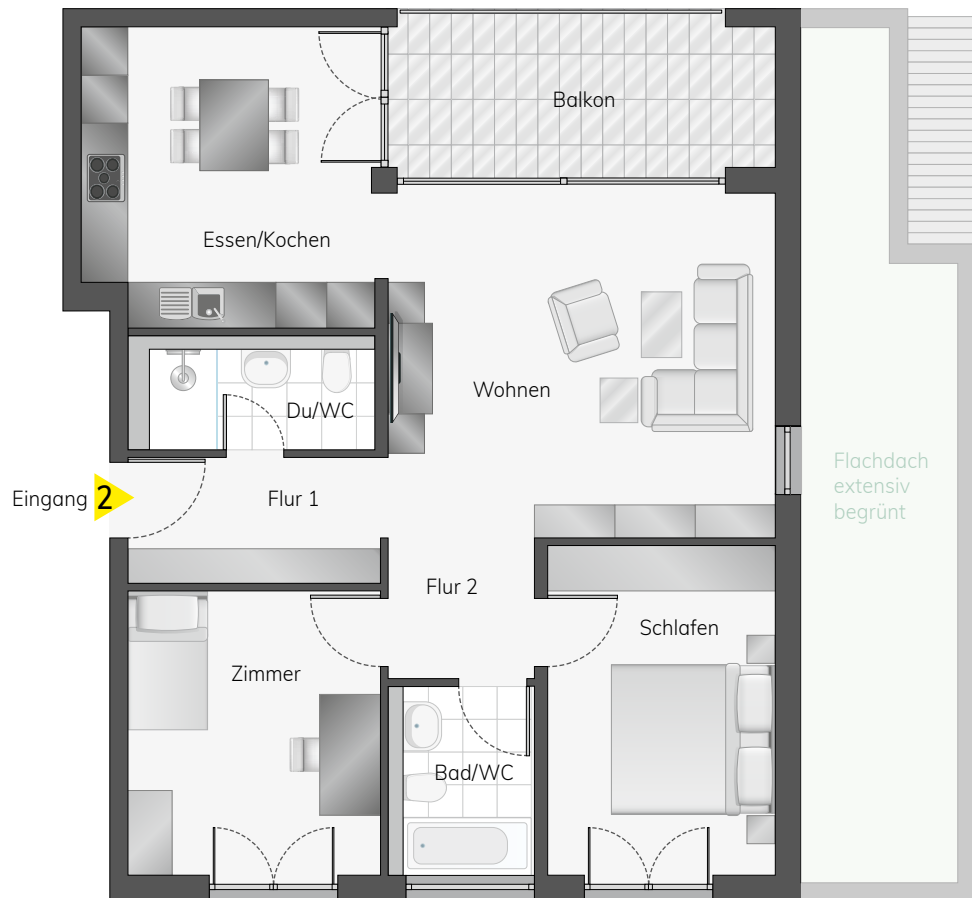 Balkon
Essen/Kochen
Wohnen
Du/WC
Flachdach
extensiv
begrünt
Eingang 2
Flur 1
Flur 2
Schlafen
Zimmer
Bad/WC